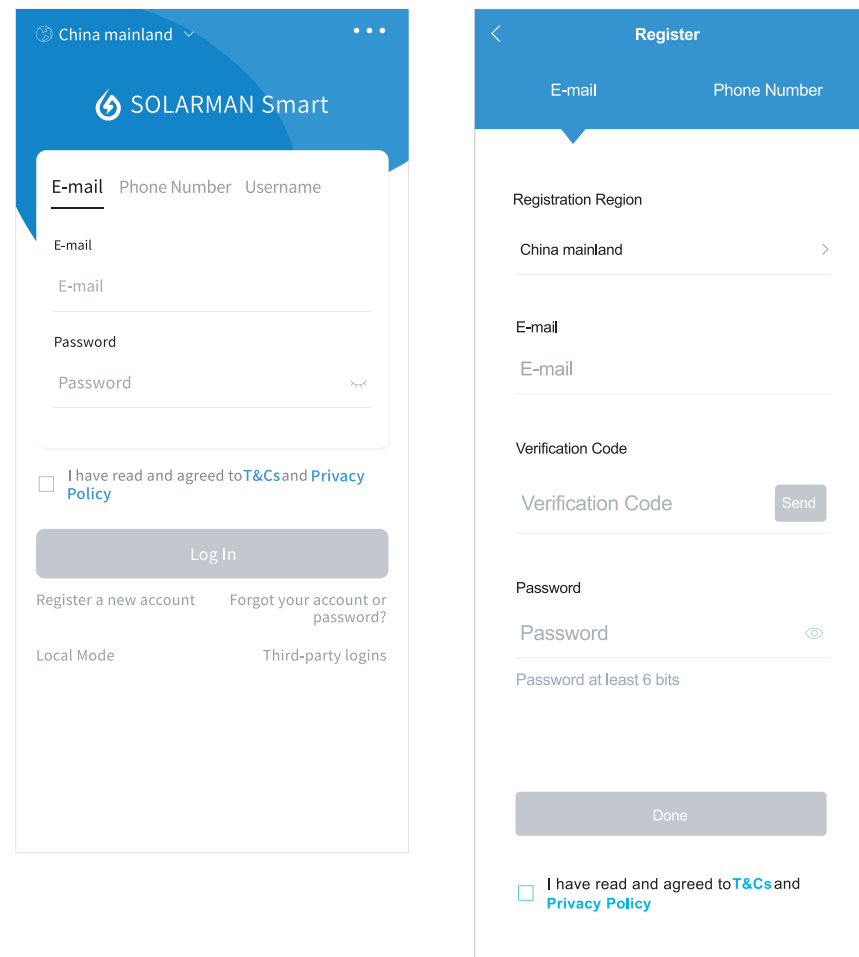 China mainland
SOLARMAN Smart
E-mail Phone Number Username
E-mail
E-mail
Password
Password
I have read and agreed to T&Cs and Privacy
Policy
Log In
Register a new account
Forgot your account or
password?
Local Mode
Third-party logins
Register
E-mail
Phone Number
Registration Region
China mainland
E-mail
E-mail
Verification Code
Verification Code
Send
Password
Password
Password at least 6 bits
Done
I have read and agreed to T&Cs and
Privacy Policy